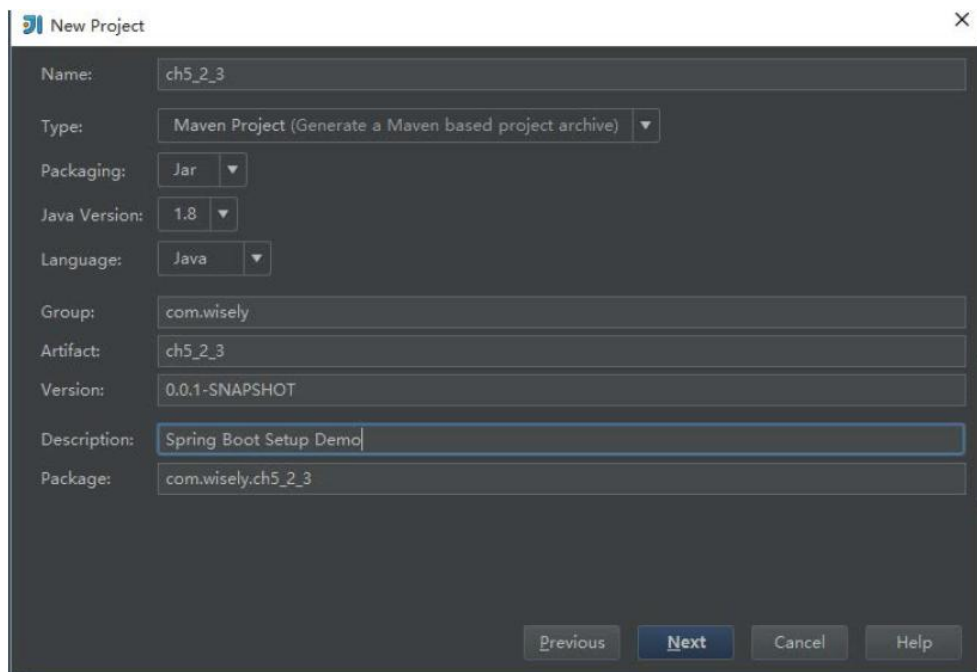 New Project
Name: ch5_2_3
Type: Maven Project (Generate a Maven based project archive)
Packaging: Jar
Java Version: 1.8
Language: Java
Group: com.wisely
Artifact: ch5_2_3
Version: 0.0.1-SNAPSHOT
Description: Spring Boot Setup Demo
Package: com.wisely.ch5_2_3
Previous Next Cancel Help